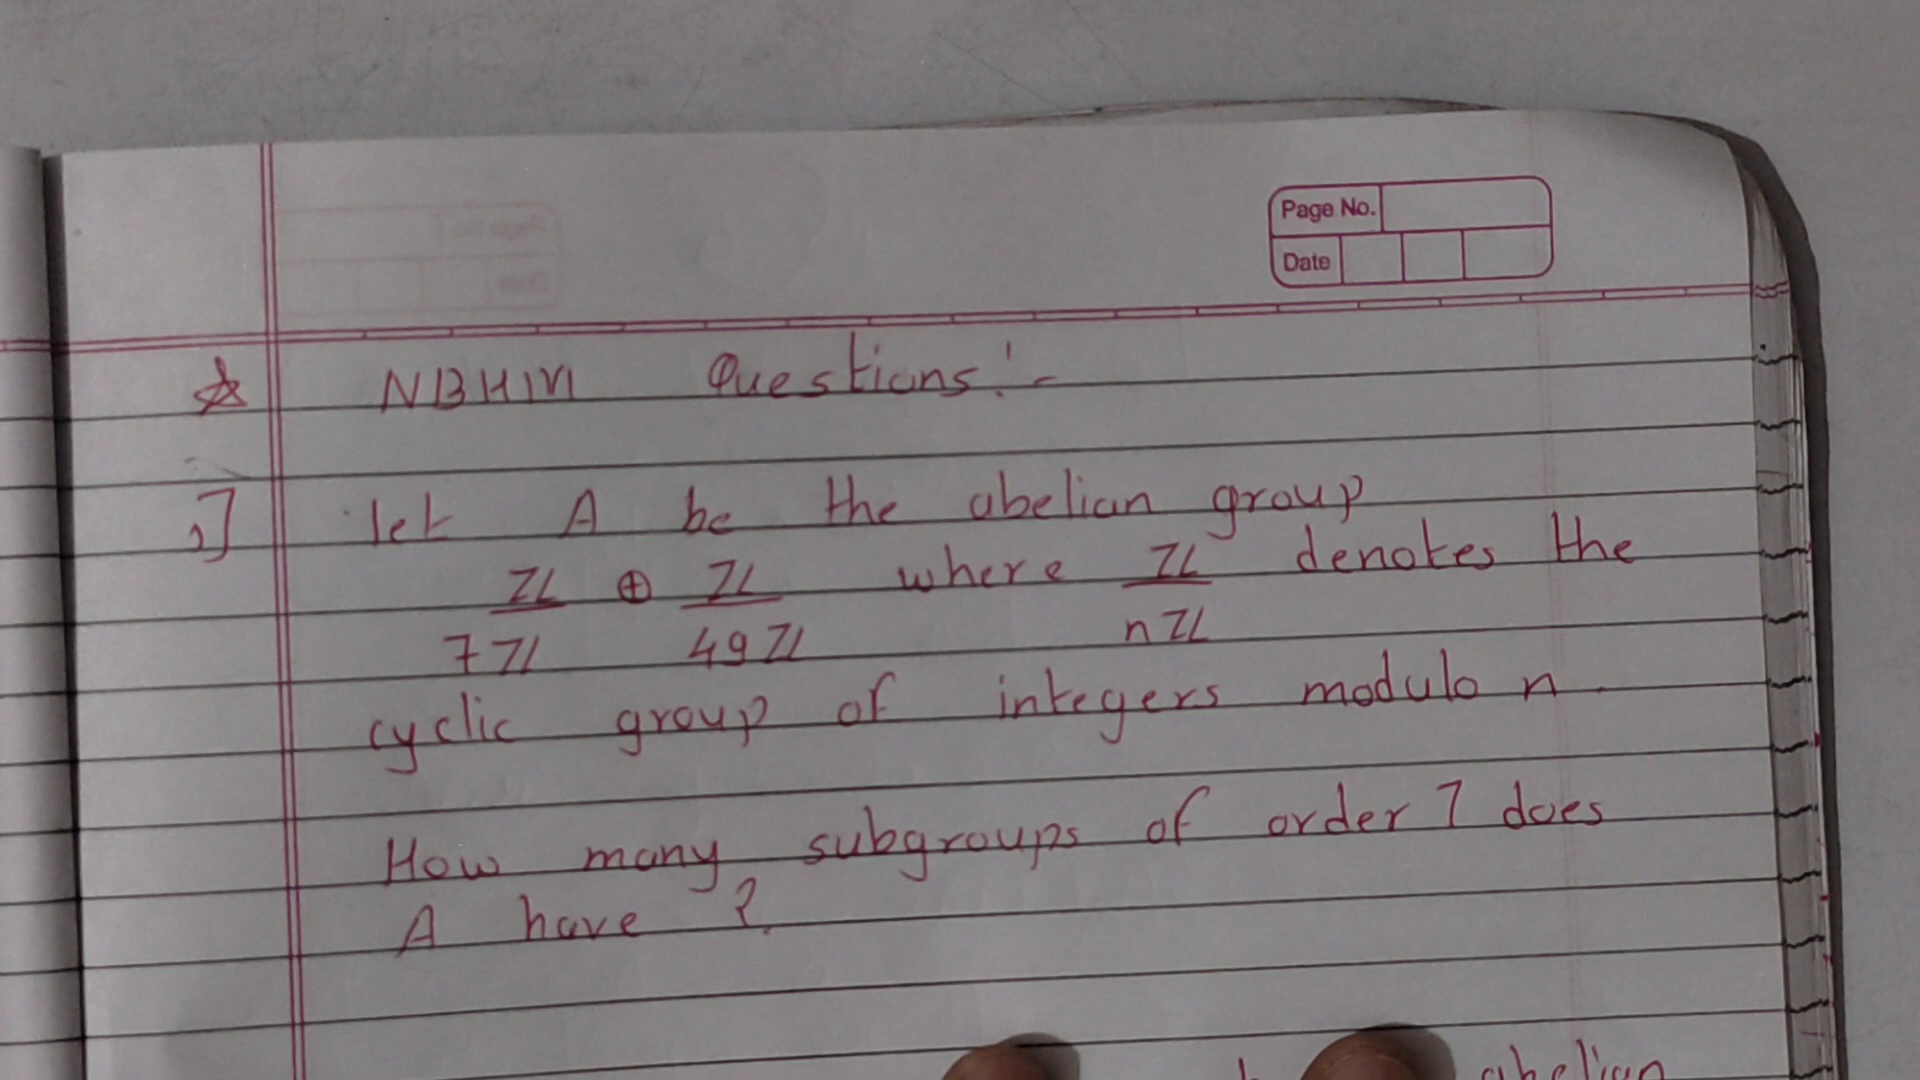 Page No.
Date
☆ NBHM Questions:-
1] let A be the abelian group
ℤ ⊕ ℤ where ℤ denotes the
7ℤ 49ℤ nℤ
cyclic group of integers modulo n.
How many subgroups of order 7 does
A have ?
abelian